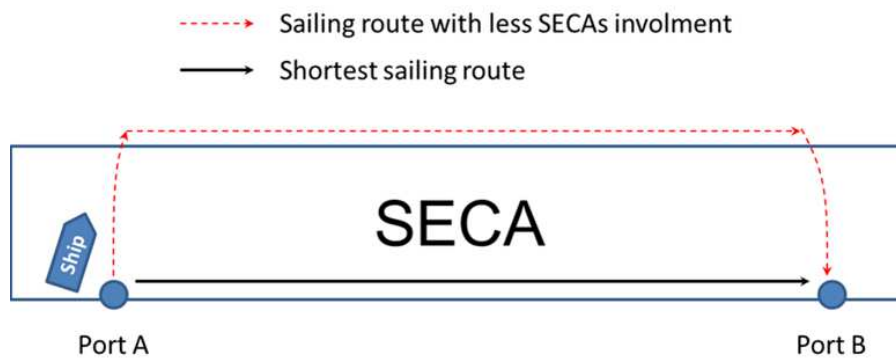 Sailing route with less SECAs involment
Shortest sailing route
SECA
Ship
Port A
Port B